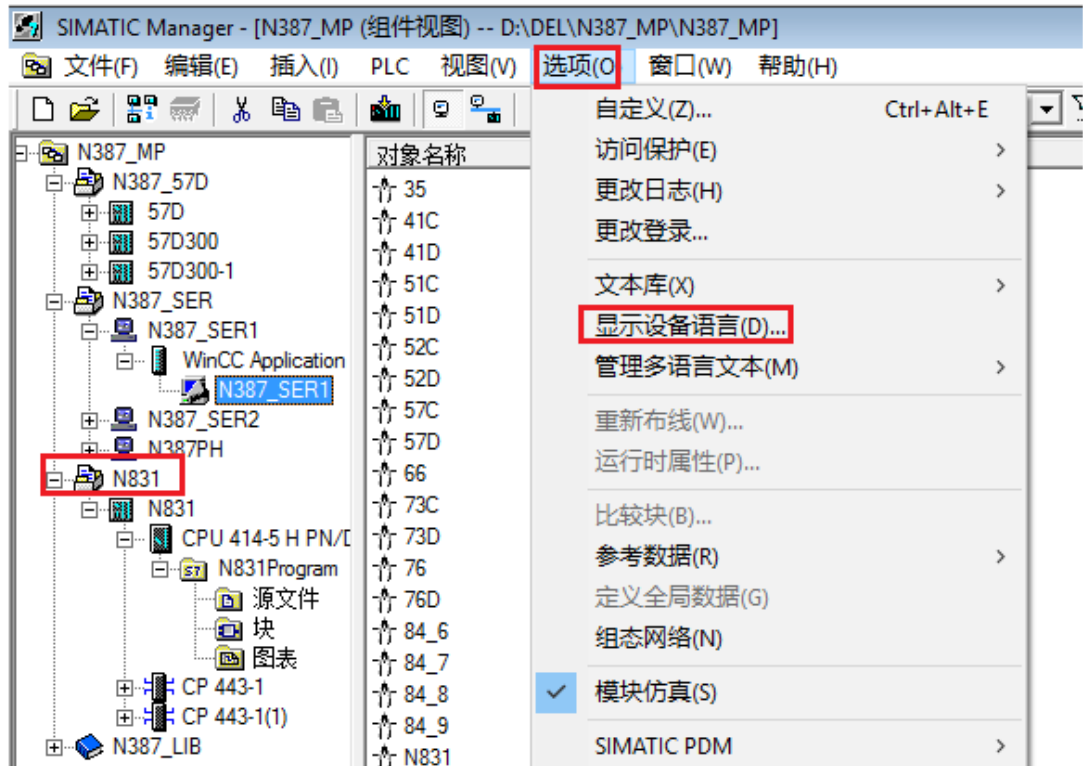 SIMATIC Manager - [N387_MP (组件视图) -- D:\DEL\N387_MP\N387_MP]
文件(F) 编辑(E) 插入(I) PLC 视图(V) 选项(O) 窗口(W) 帮助(H)
N387_MP
N387_57D
57D
57D300
57D300-1
N387_SER
N387_SER1
WinCC Application
N387_SER1
N387_SER2
N387PH
N831
N831
CPU 414-5 H PN/D
N831Program
源文件
块
图表
CP 443-1
CP 443-1(1)
N387_LIB
对象名称
35
41C
41D
51C
51D
52C
52D
57C
57D
66
73C
73D
76
76D
84_6
84_7
84_8
84_9
N831
自定义(Z)... Ctrl+Alt+E
访问保护(E)
更改日志(H)
更改登录...
文本库(X)
显示设备语言(D)...
管理多语言文本(M)
重新布线(W)...
运行时属性(P)...
比较块(B)...
参考数据(R)
定义全局数据(G)
组态网络(N)
模块仿真(S)
SIMATIC PDM